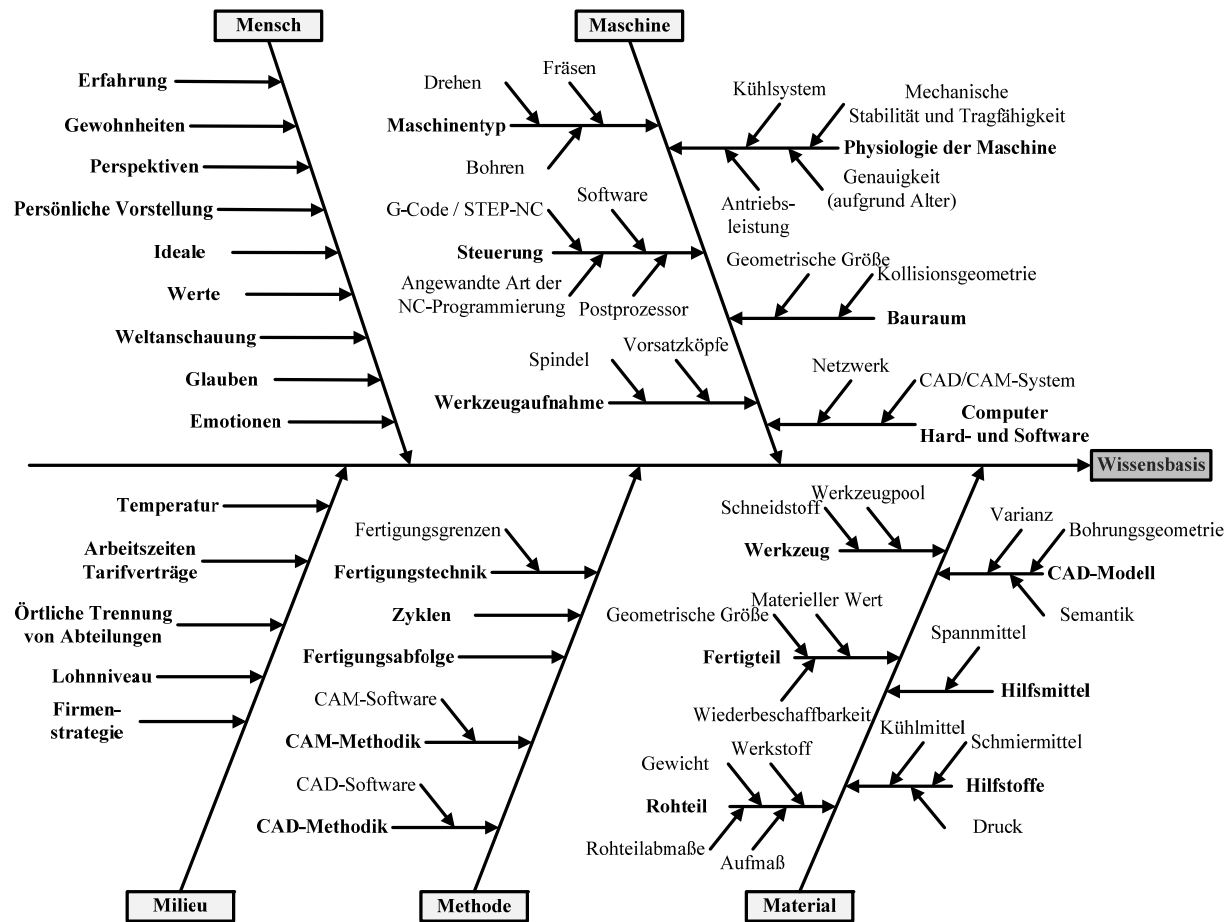 Mensch
Erfahrung
Gewohnheiten
Perspektiven
Persönliche Vorstellung
Ideale
Werte
Weltanschauung
Glauben
Emotionen
Maschine
Drehen
Fräsen
Maschinentyp
Bohren
Kühlsystem
Mechanische
Stabilität und Tragfähigkeit
Physiologie der Maschine
Genauigkeit
(aufgrund Alter)
Antriebs-
leistung
G-Code / STEP-NC
Software
Steuerung
Angewandte Art der
NC-Programmierung
Postprozessor
Geometrische Größe
Kollisionsgeometrie
Bauraum
Spindel
Vorsatzköpfe
Werkzeugaufnahme
Netzwerk
CAD/CAM-System
Computer
Hard- und Software
Wissensbasis
Temperatur
Arbeitszeiten
Tarifverträge
Örtliche Trennung
von Abteilungen
Lohnniveau
Firmen-
strategie
Milieu
Fertigungsgrenzen
Fertigungstechnik
Zyklen
Fertigungsabfolge
CAM-Software
CAM-Methodik
CAD-Software
CAD-Methodik
Methode
Schneidstoff
Werkzeugpool
Werkzeug
Varianz
Bohrungsgeometrie
CAD-Modell
Semantik
Geometrische Größe
Materieller Wert
Fertigteil
Wiederbeschaffbarkeit
Spannmittel
Hilfsmittel
Kühlmittel
Schmiermittel
Hilfstoffe
Druck
Gewicht
Werkstoff
Rohteil
Rohteilabmaße
Aufmaß
Material